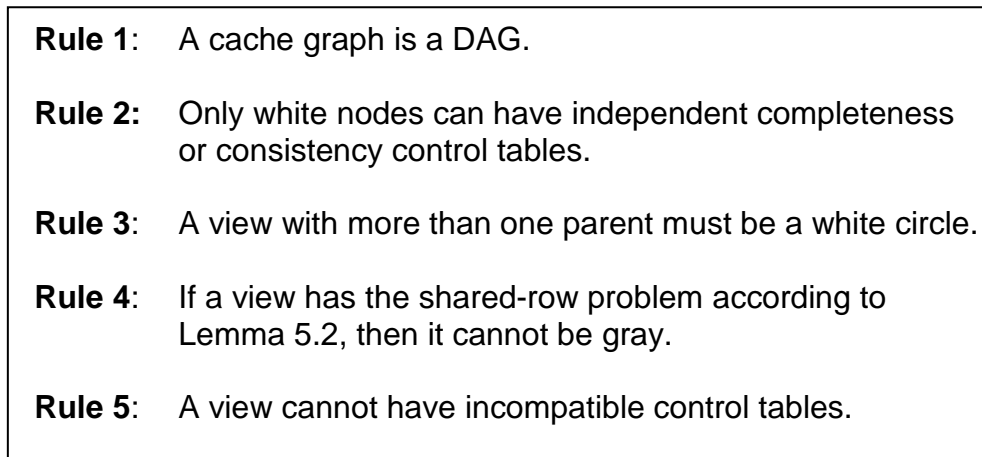 Rule 1: A cache graph is a DAG.
Rule 2: Only white nodes can have independent completeness
or consistency control tables.
Rule 3: A view with more than one parent must be a white circle.
Rule 4: If a view has the shared-row problem according to
Lemma 5.2, then it cannot be gray.
Rule 5: A view cannot have incompatible control tables.